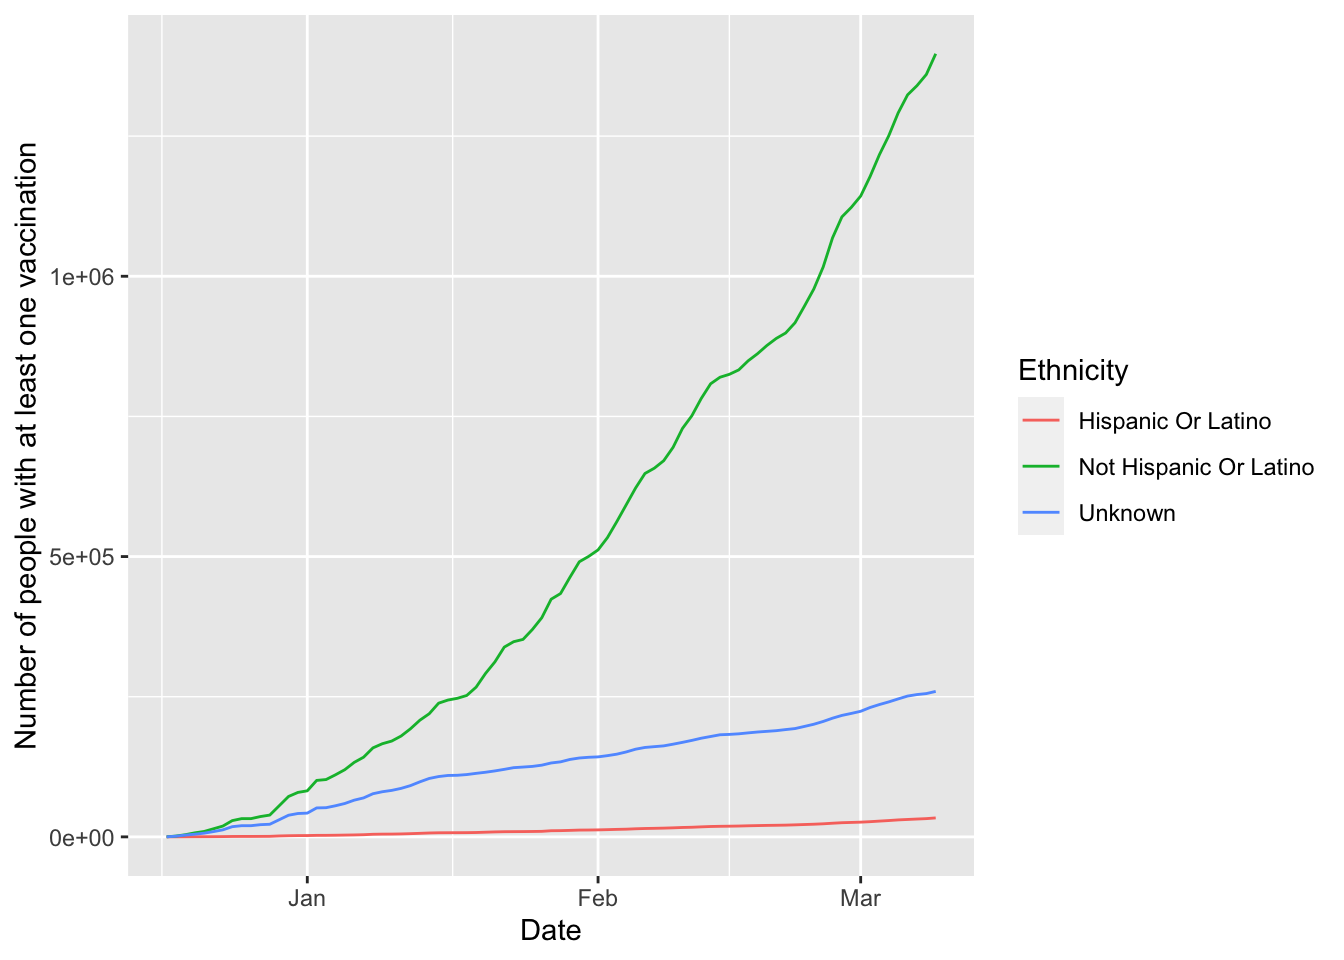 Number of people with at least one vaccination
1e+06
5e+05
0e+00
Jan
Feb
Mar
Date
Ethnicity
Hispanic Or Latino
Not Hispanic Or Latino
Unknown